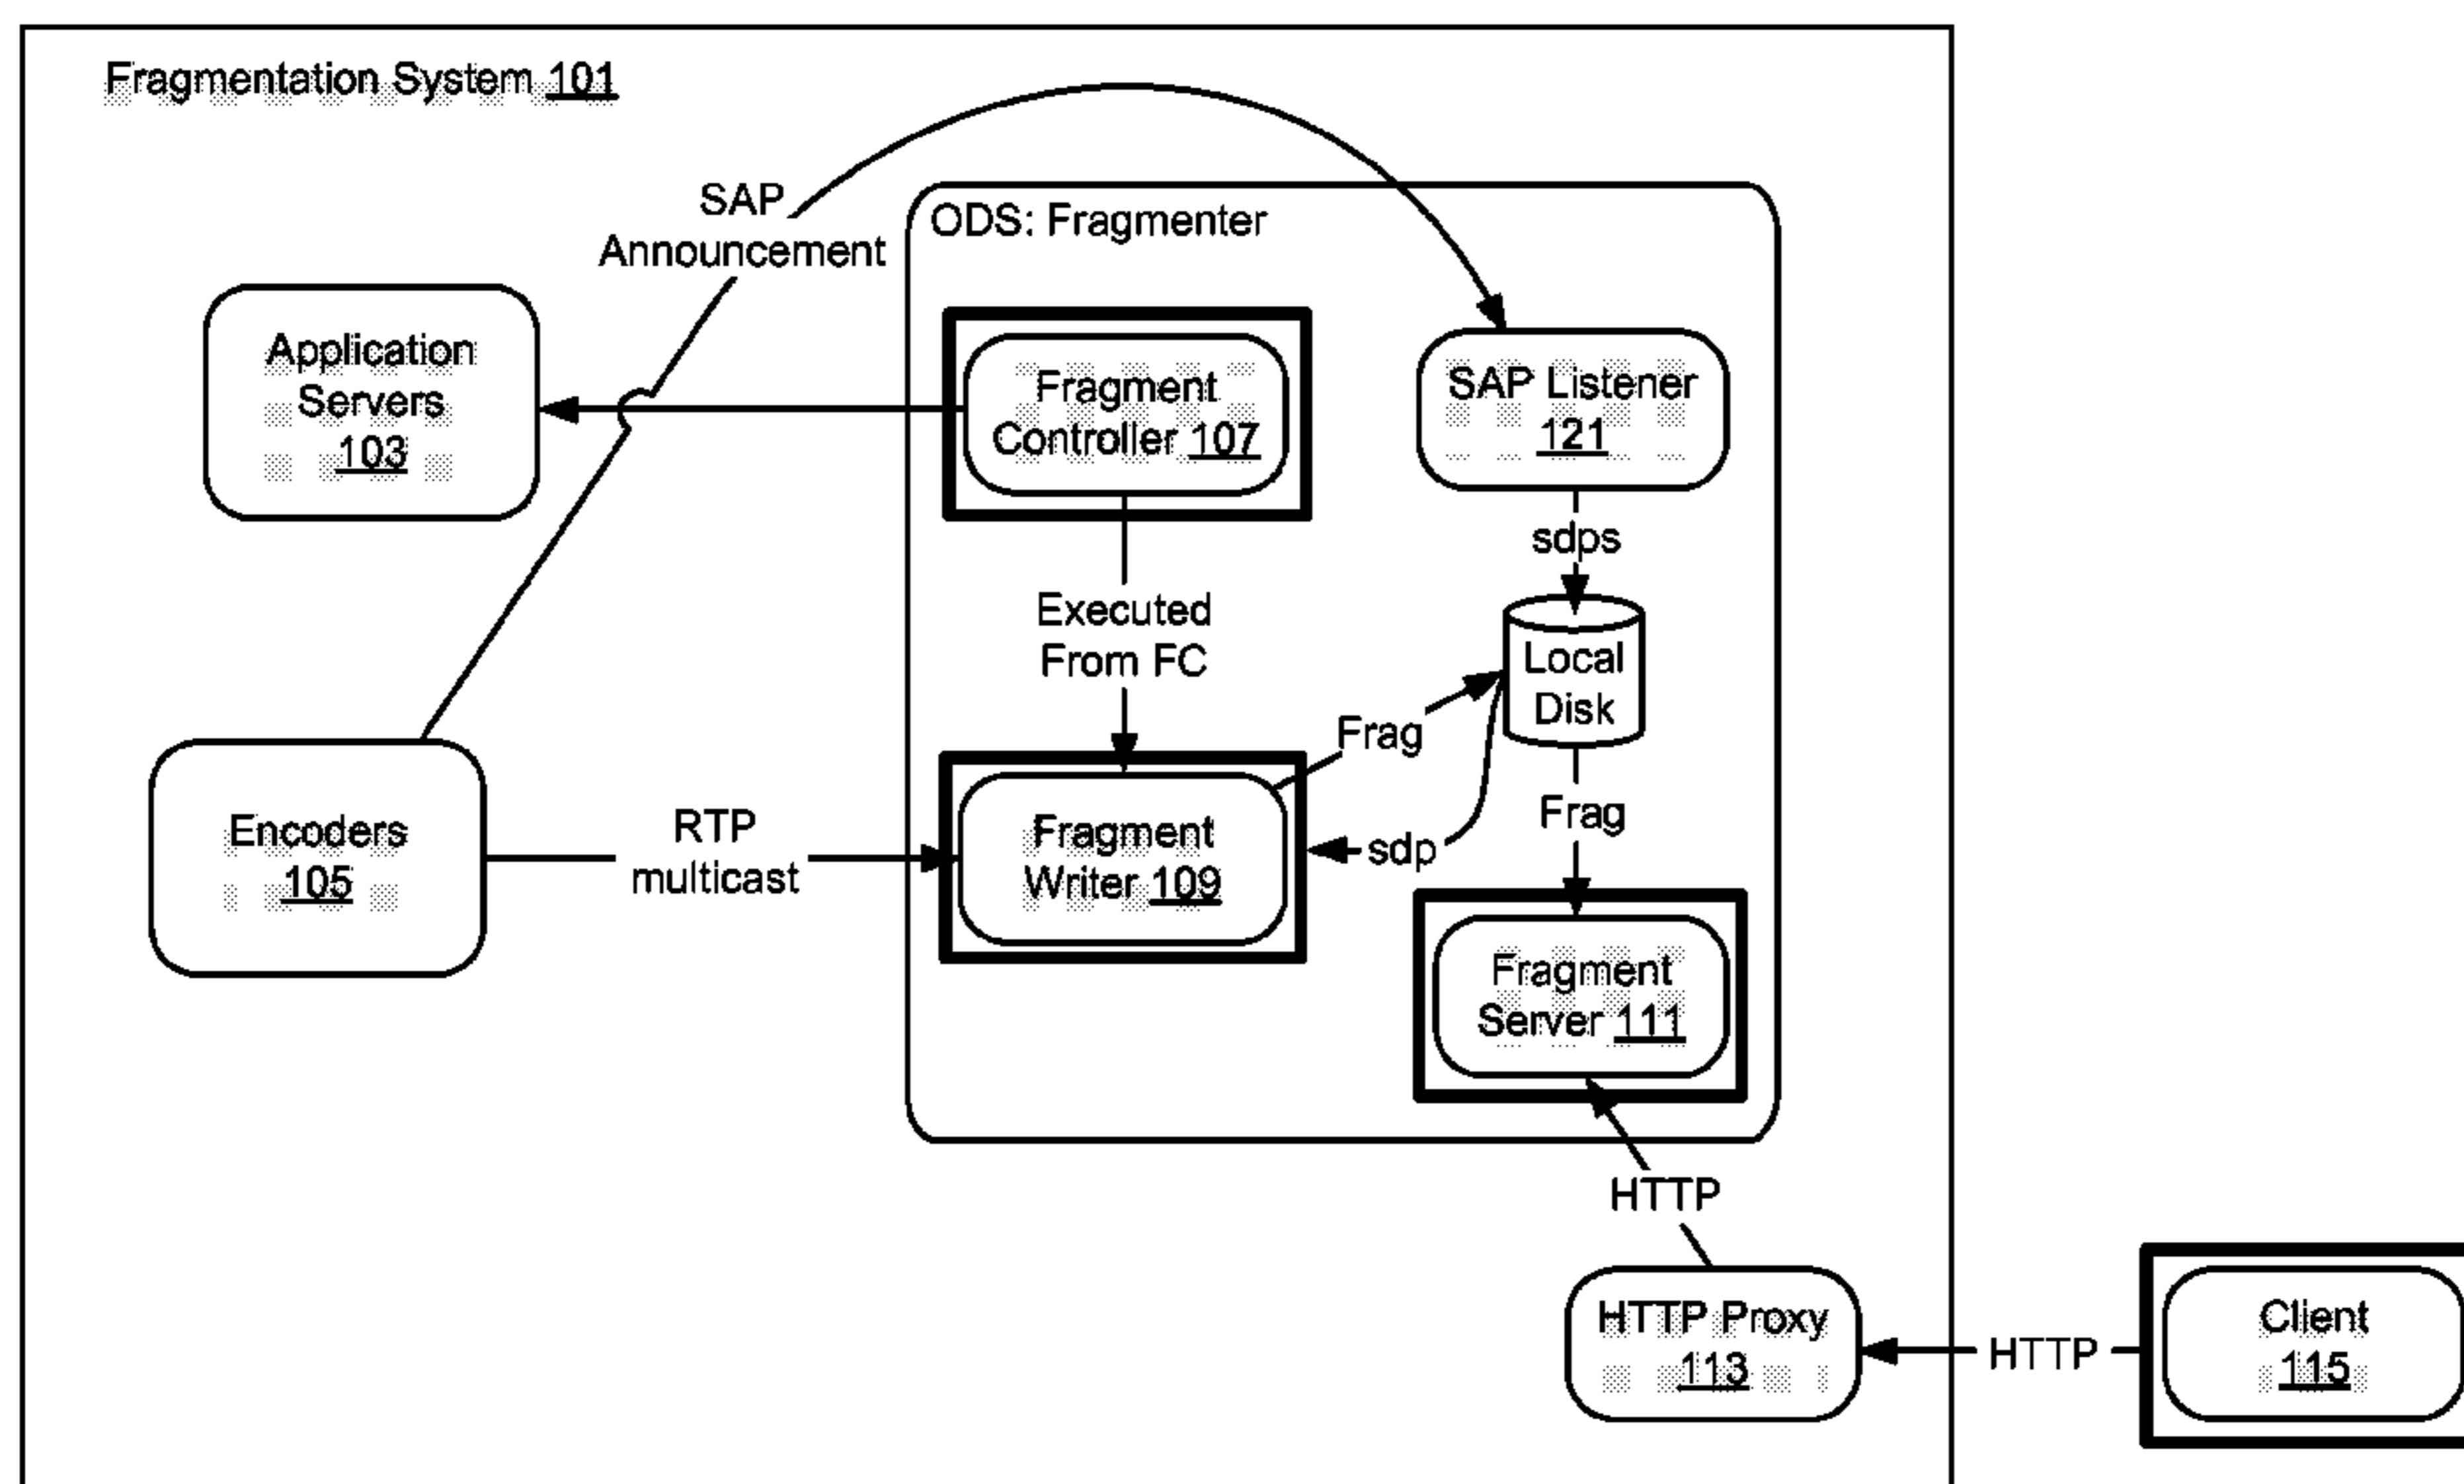 Fragmentation System 101
SAP
Announcement
ODS: Fragmenter
Application
Servers
103
Fragment
Controller 107
SAP Listener
121
sdps
Executed
From FC
Local
Disk
Frag
Encoders
105
RTP
multicast
Fragment
Writer 109
sdp
Frag
Fragment
Server 111
HTTP
HTTP Proxy
113
HTTP
Client
115